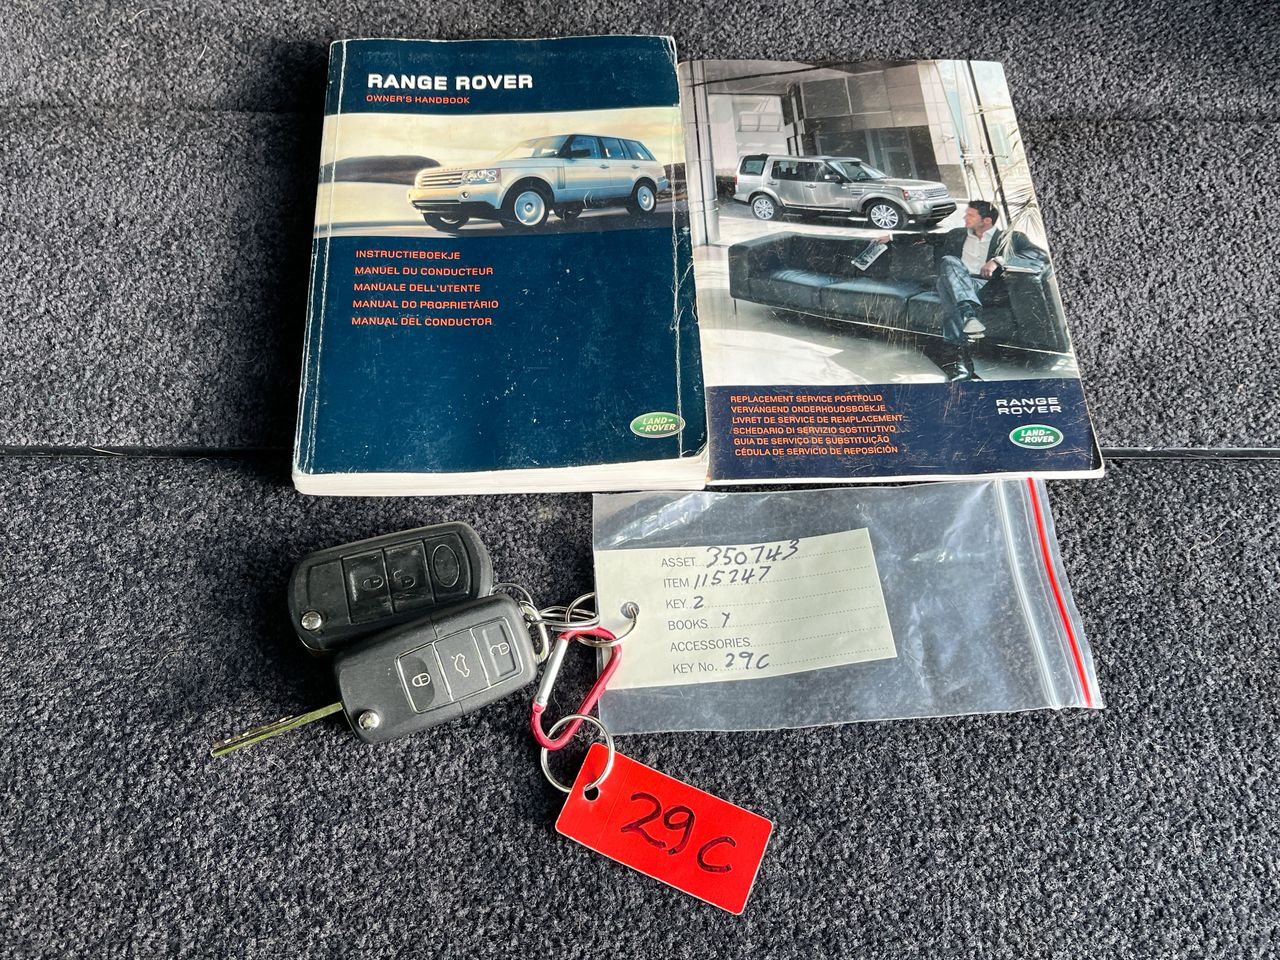 RANGE ROVER
OWNER'S HANDBOOK
INSTRUCTIEBOEKJE
MANUEL DU CONDUCTEUR
MANUALE DELL'UTENTE
MANUAL DO PROPRIETÁRIO
MANUAL DEL CONDUCTOR
LAND-
-ROVER
REPLACEMENT SERVICE PORTFOLIO
VERVANGEND ONDERHOUDSBOEKJE
LIVRET DE SERVICE DE REMPLACEMENT
SCHEDARIO DI SERVIZIO SOSTITUTIVO
GUIA DE SERVIÇO DE SUBSTITUIÇÃO
CÉDULA DE SERVICIO DE REPOSICIÓN
RANGE
ROVER
LAND-
-ROVER
ASSET 350743
ITEM 115247
KEY 2
BOOKS Y
ACCESSORIES
KEY No. 29C
29C